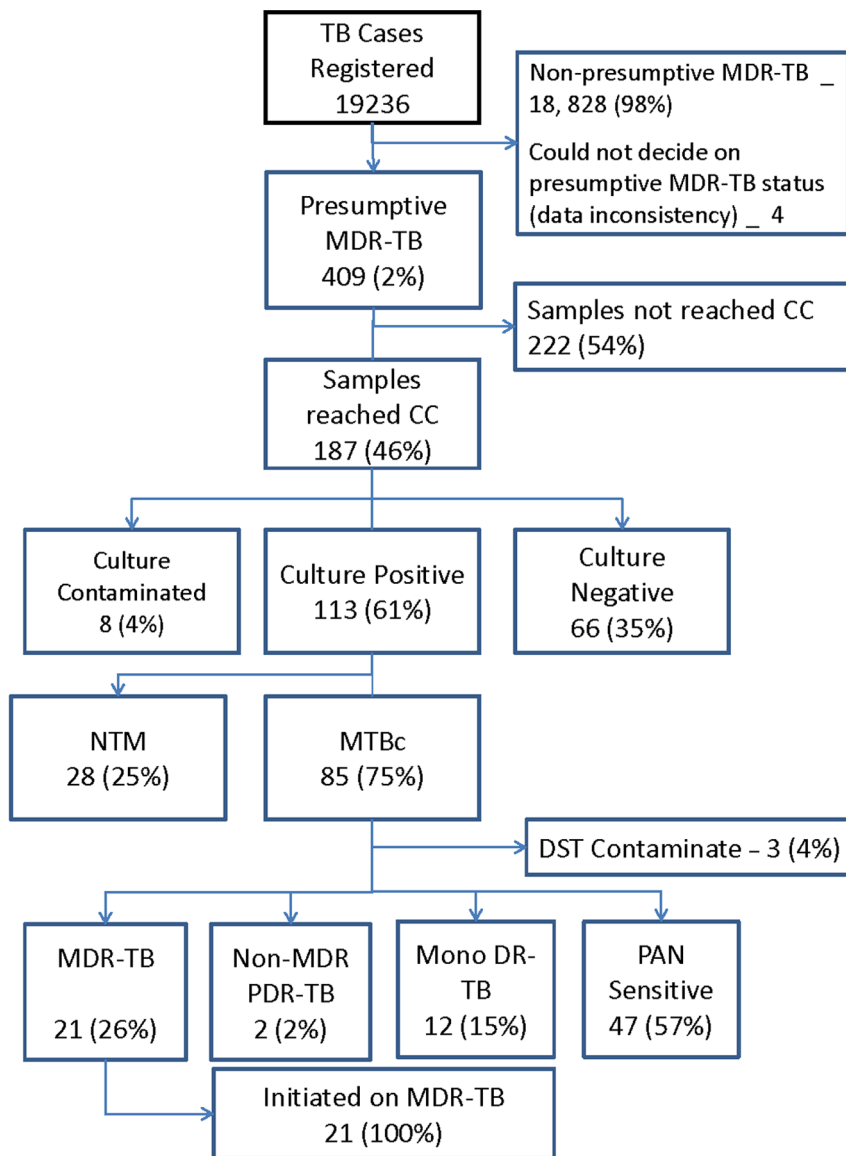 TB Cases
Registered
19236
Non-presumptive MDR-TB _
18, 828 (98%)
Could not decide on
presumptive MDR-TB status
(data inconsistency) _ 4
Presumptive
MDR-TB
409 (2%)
Samples not reached CC
222 (54%)
Samples
reached CC
187 (46%)
Culture
Contaminated
8 (4%)
Culture Positive
113 (61%)
Culture
Negative
66 (35%)
NTM
28 (25%)
MTBc
85 (75%)
DST Contaminate – 3 (4%)
MDR-TB
21 (26%)
Non-MDR
PDR-TB
2 (2%)
Mono DR-
TB
12 (15%)
PAN
Sensitive
47 (57%)
Initiated on MDR-TB
21 (100%)